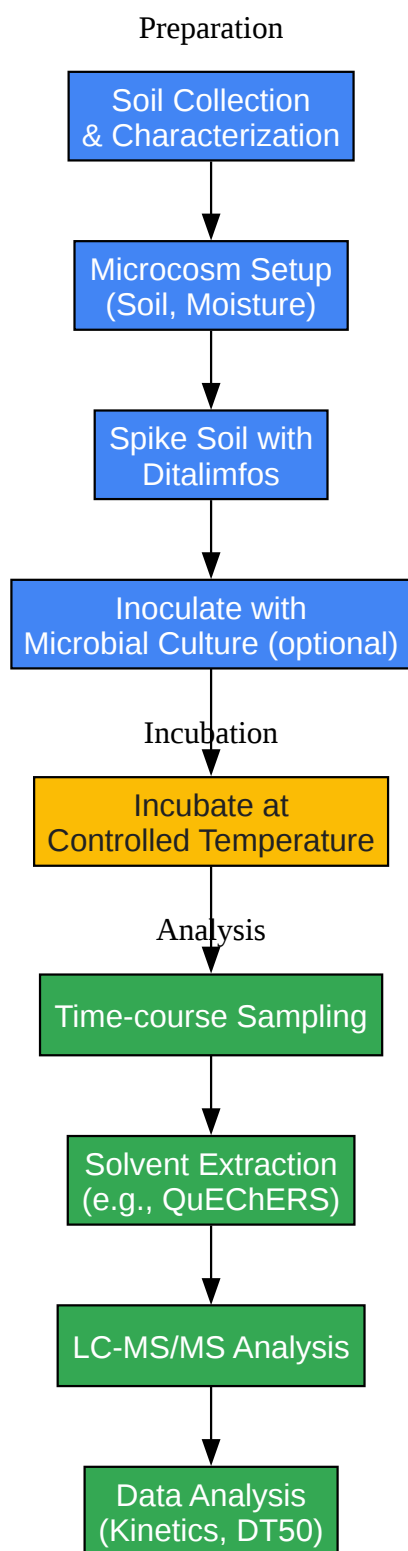 Preparation
Soil Collection
& Characterization
Microcosm Setup
(Soil, Moisture)
Spike Soil with
Ditalimfos
Inoculate with
Microbial Culture (optional)
Incubation
Incubate at
Controlled Temperature
Analysis
Time-course Sampling
Solvent Extraction
(e.g., QuEChERS)
LC-MS/MS Analysis
Data Analysis
(Kinetics, DT50)